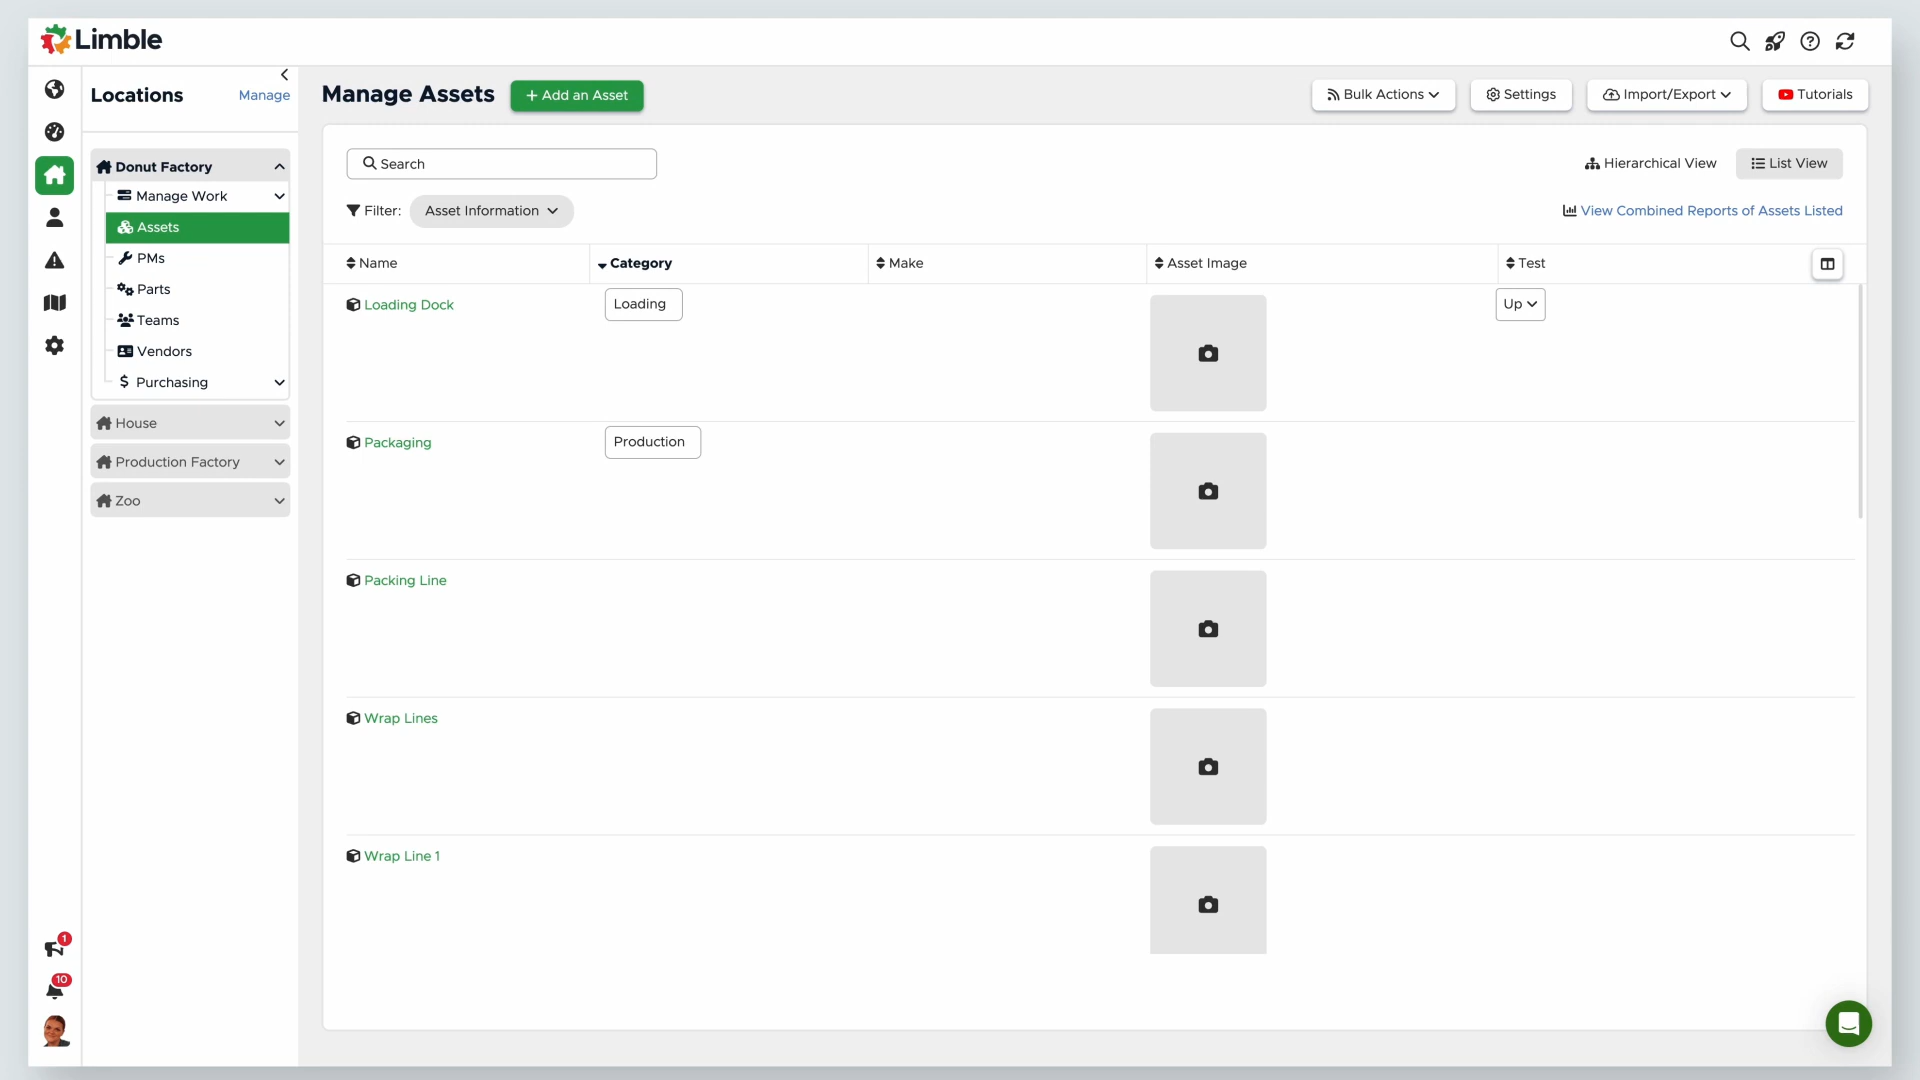 Limble
Locations
Manage
Donut Factory
Manage Work
Assets
PMs
Parts
Teams
Vendors
Purchasing
House
Production Factory
Zoo
1
10
Manage Assets
+ Add an Asset
Bulk Actions
Settings
Import/Export
Tutorials
Search
Hierarchical View
List View
Filter:
Asset Information
View Combined Reports of Assets Listed
Name
Category
Make
Asset Image
Test
Loading Dock
Loading
Up
Packaging
Production
Packing Line
Wrap Lines
Wrap Line 1